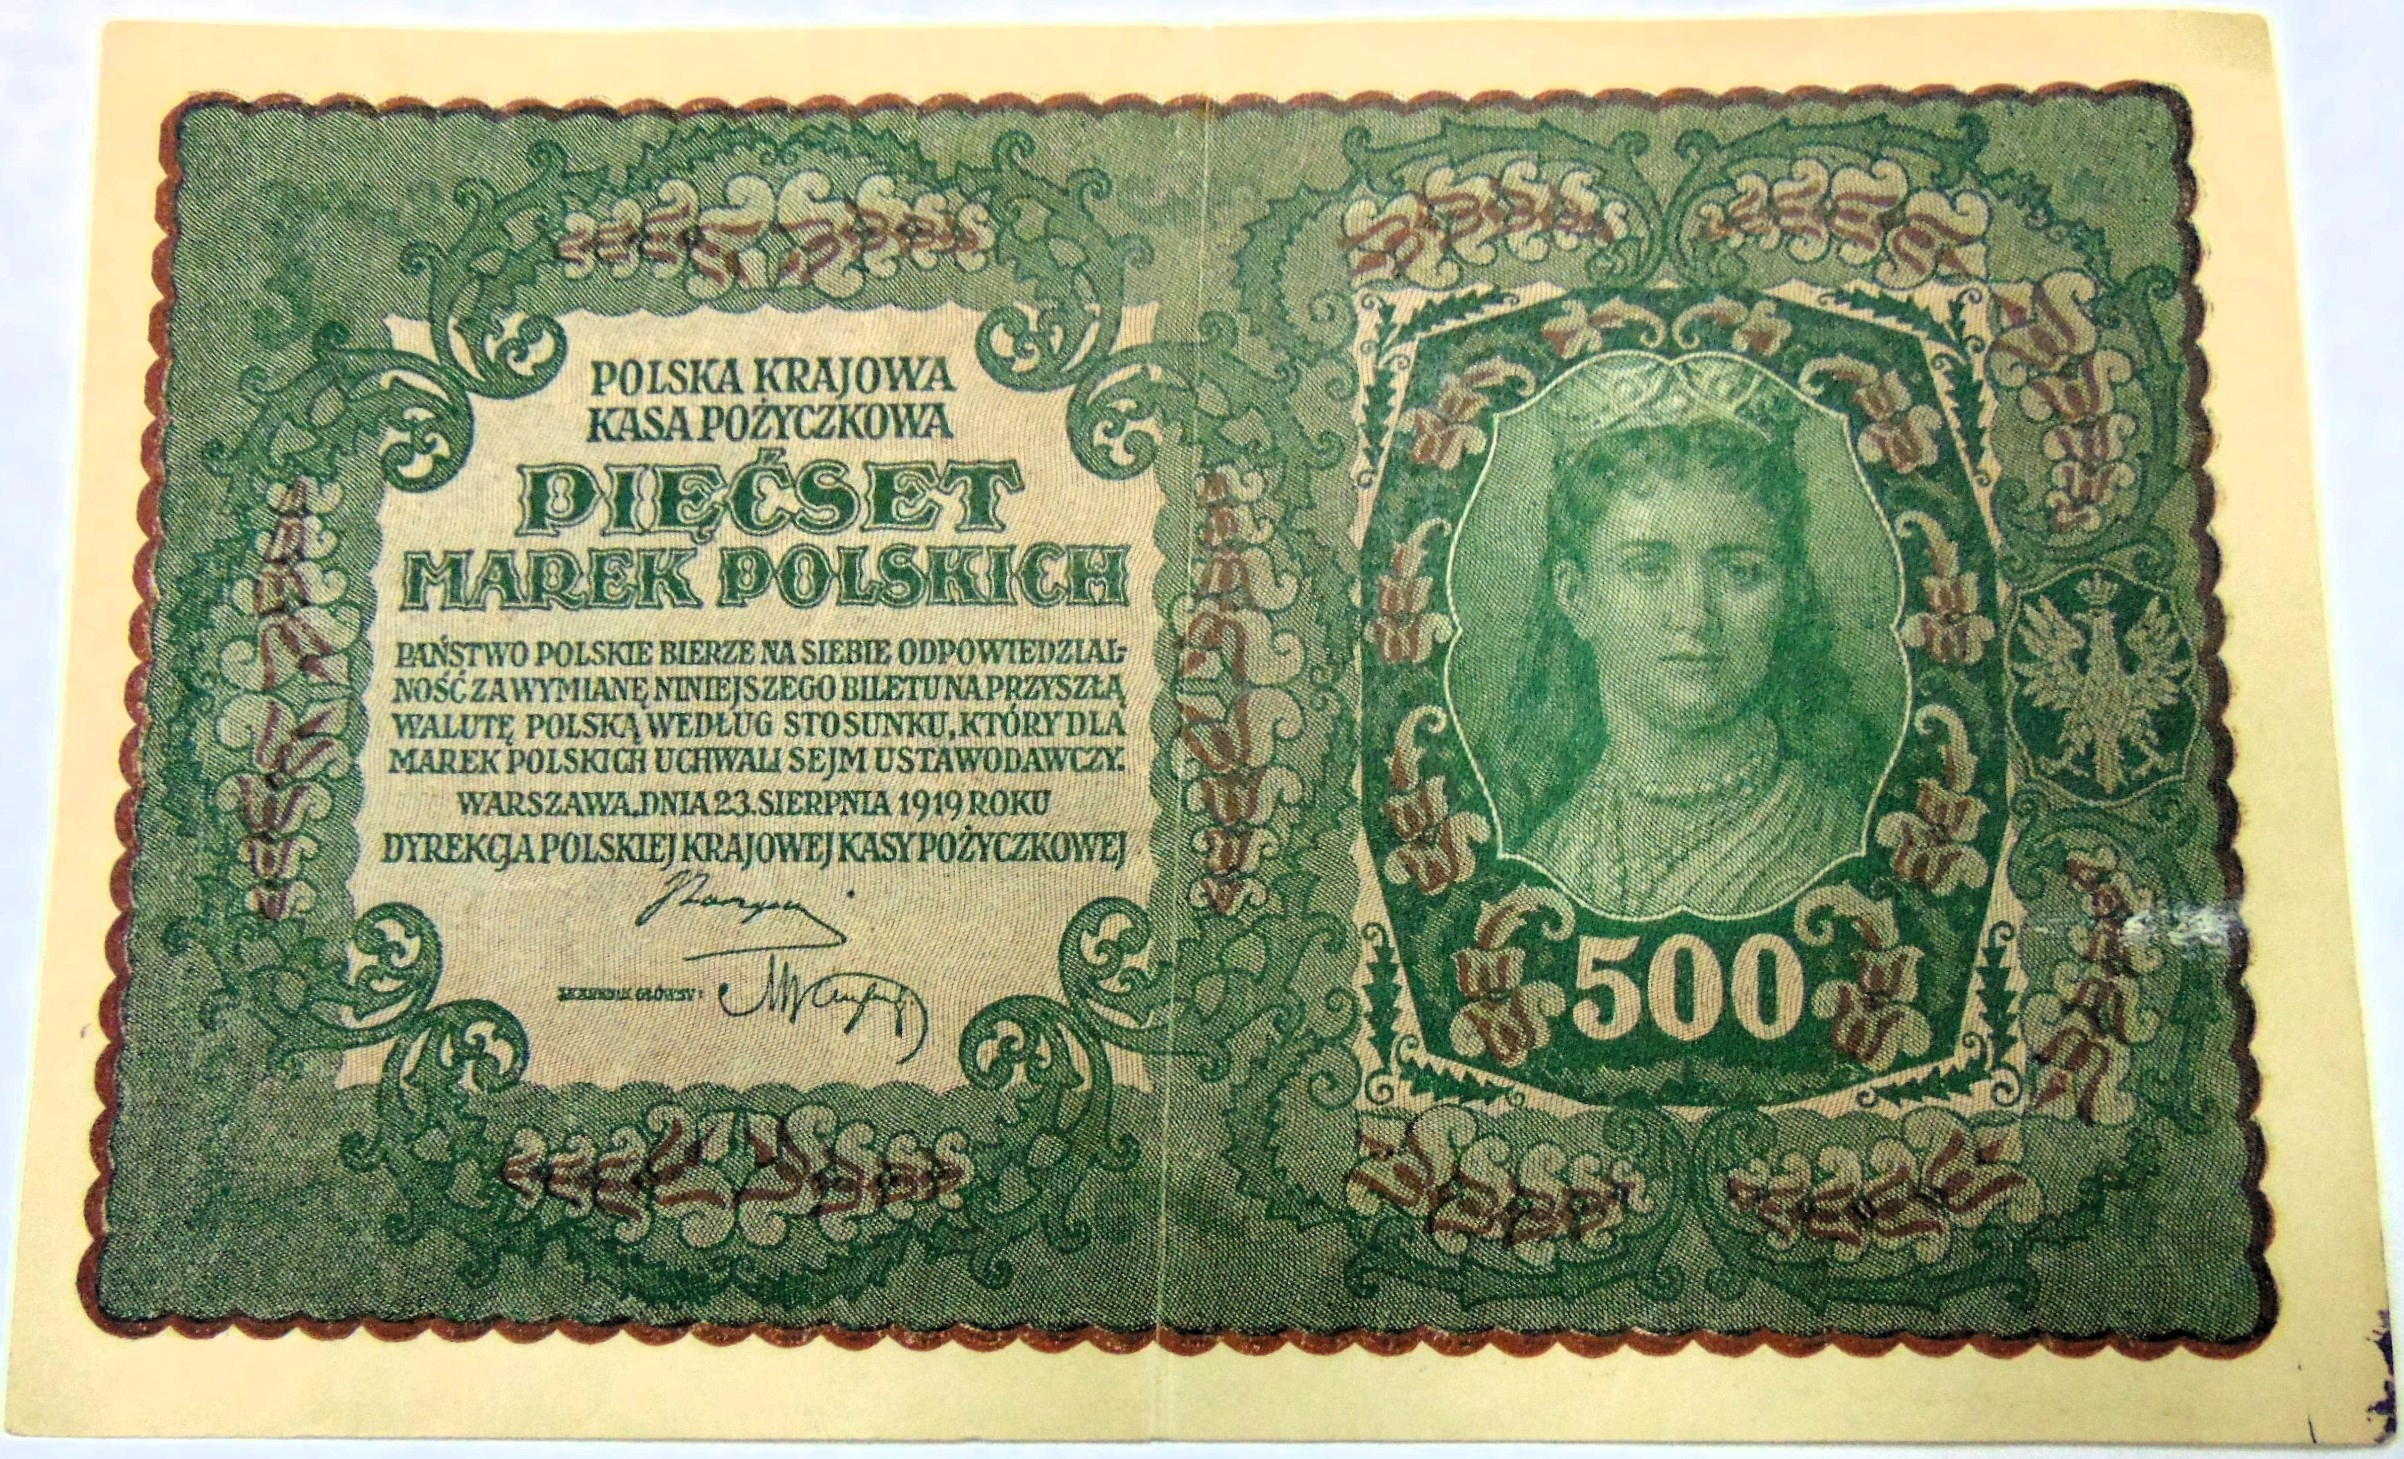 POLSKA KRAJOWA
KASA POŻYCZKOWA
PIĘĆSET
MAREK POLSKICH
PAŃSTWO POLSKIE BIERZE NA SIEBIE ODPOWIEDZIAL-
NOŚĆ ZA WYMIANĘ NINIEJSZEGO BILETU NA PRZYSZŁĄ
WALUTĘ POLSKĄ WEDŁUG STOSUNKU, KTÓRY DLA
MAREK POLSKICH UCHWALI SEJM USTAWODAWCZY.
WARSZAWA, DNIA 23. SIERPNIA 1919 ROKU
DYREKCJA POLSKIEJ KRAJOWEJ KASY POŻYCZKOWEJ
SKARBNIK GŁÓWNY:
500